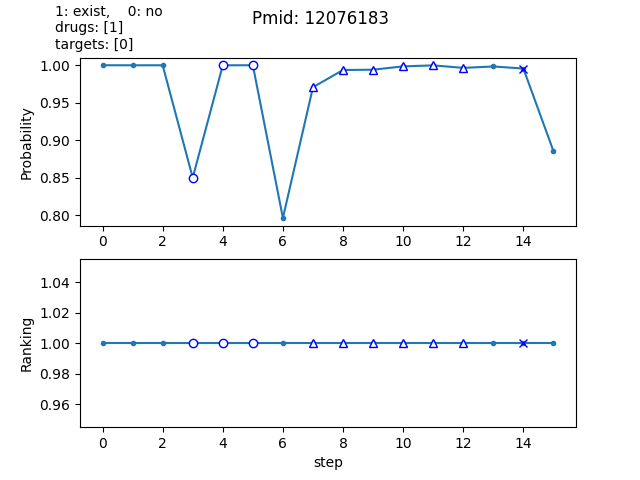 1: exist,    0: no
drugs: [1]
targets: [0]
Pmid: 12076183
1.00
0.95
0.90
0.85
0.80
Probability
0 2 4 6 8 10 12 14
1.04
1.02
1.00
0.98
0.96
Ranking
0 2 4 6 8 10 12 14
step